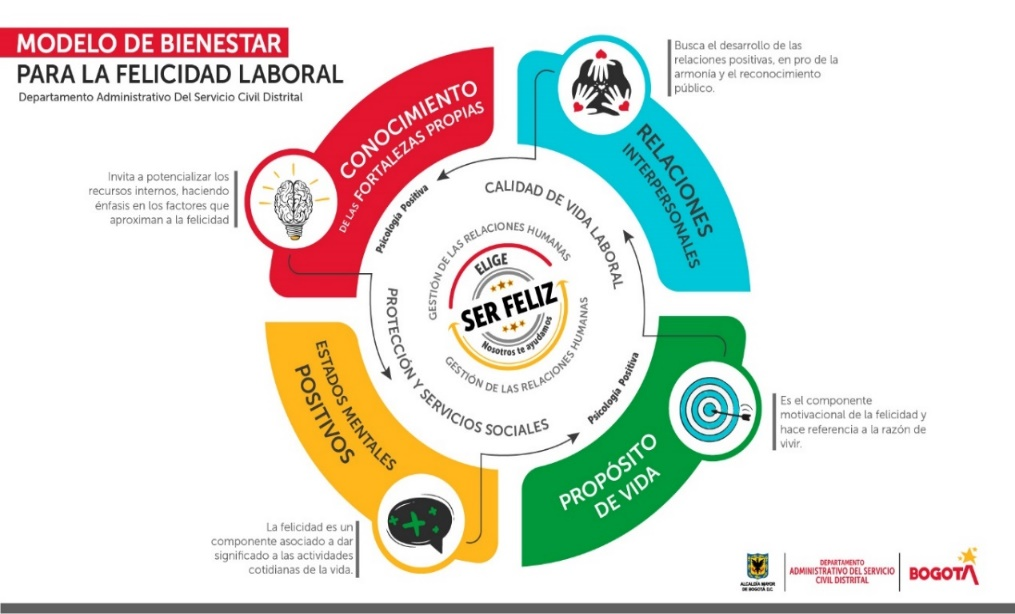 MODELO DE BIENESTAR
PARA LA FELICIDAD LABORAL
Departamento Administrativo Del Servicio Civil Distrital
Invita a potencializar los
recursos internos, haciendo
énfasis en los factores que
aproximan a la felicidad
CONOCIMIENTO
DE LAS FORTALEZAS PROPIAS
Busca el desarrollo de las
relaciones positivas, en pro de la
armonía y el reconocimiento
público.
RELACIONES
INTERPERSONALES
Psicología Positiva
CALIDAD DE VIDA LABORAL
GESTIÓN DE LAS RELACIONES HUMANAS
ELIGE
SER FELIZ
Nosotros te ayudamos
GESTIÓN DE LAS RELACIONES HUMANAS
PROTECCIÓN Y SERVICIOS SOCIALES
Psicología Positiva
ESTADOS MENTALES
POSITIVOS
La felicidad es un
componente asociado a dar
significado a las actividades
cotidianas de la vida.
PROPÓSITO
DE VIDA
Es el componente
motivacional de la felicidad y
hace referencia a la razón de
vivir.
ALCALDÍA MAYOR
DE BOGOTÁ D.C.
DEPARTAMENTO
ADMINISTRATIVO DEL SERVICIO
CIVIL DISTRITAL
BOGOTÁ